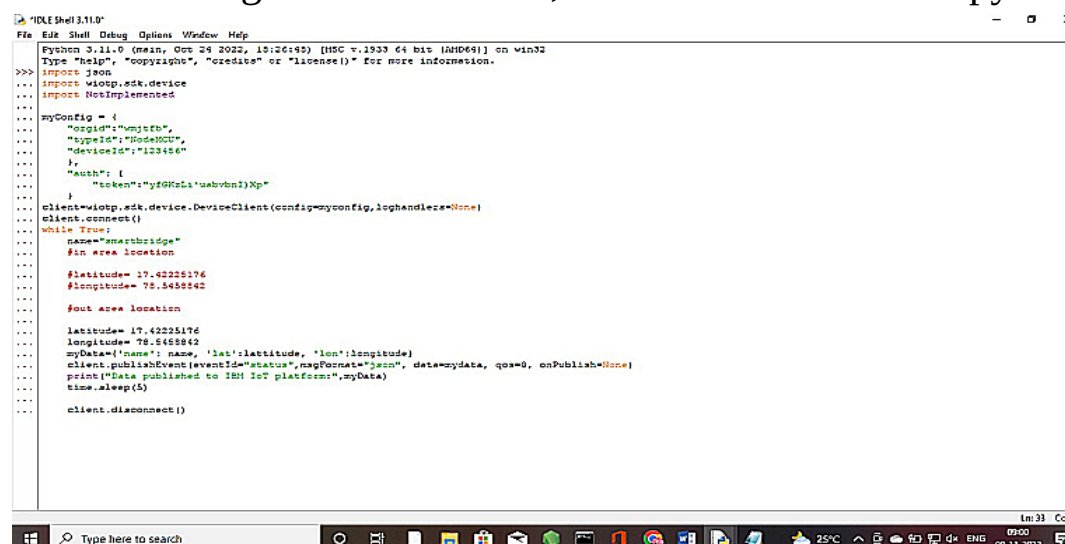 *IDLE Shell 3.11.0*
File Edit Shell Debug Options Window Help
Python 3.11.0 (main, Oct 24 2022, 18:26:48) [MSC v.1933 64 bit (AMD64)] on win32
Type "help", "copyright", "credits" or "license()" for more information.
>>> import json
... import wiotp.sdk.device
... import NotImplemented
...
... myConfig = {
... "orgid":"wmjtfb",
... "typeId":"NodeMCU",
... "deviceId":"123456"
... },
... "auth": {
... "token":
... }
... client=wiotp.sdk.device.DeviceClient(config=myconfig,loghandlers=None)
... client.connect()
... while True:
... name="smartbridge"
... #in area location
...
... #latitude= 17.42225176
... #longitude= 78.5458842
...
... #out area location
...
... latitude= 17.42225176
... longitude= 78.5458842
... myData={'name': name, 'lat':lattitude, 'lon':longitude}
... client.publishEvent(eventId="status",msgFormat="json", data=mydata, qos=0, onPublish=None)
... print("Data published to IBM IoT platform:",myData)
... time.sleep(5)
...
... client.disconnect()
Ln: 33
Type here to search
25°C ENG 09:00